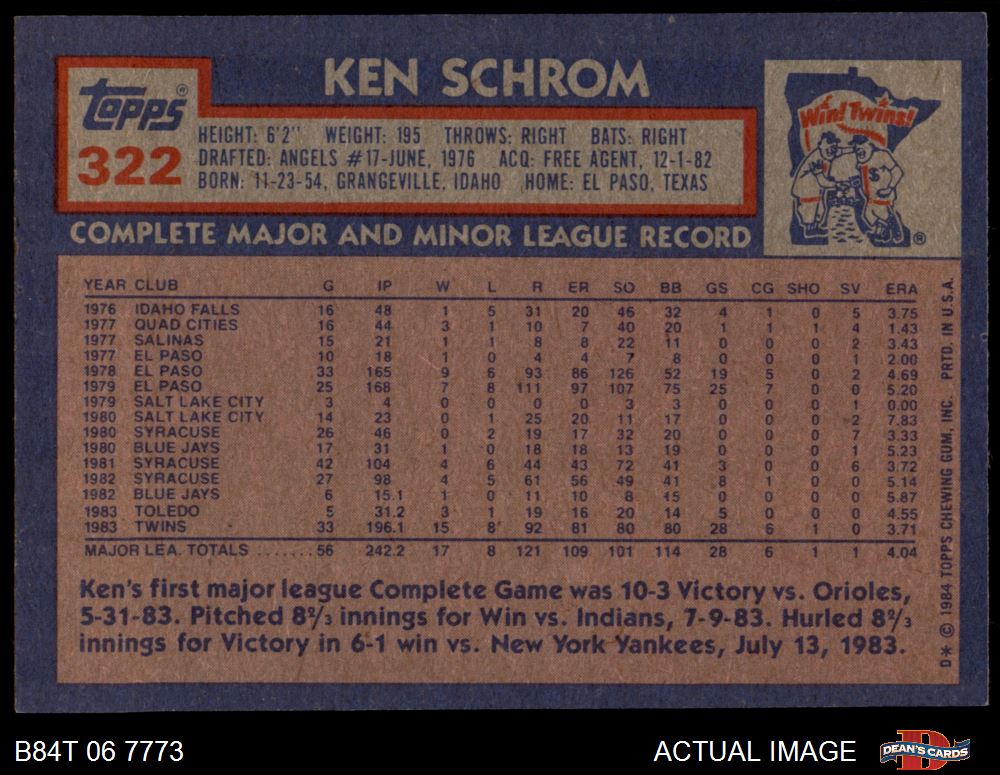 KEN SCHROM
Topps®
322
HEIGHT: 6'2" WEIGHT: 195 THROWS: RIGHT BATS: RIGHT
DRAFTED: ANGELS #17-JUNE, 1976 ACQ: FREE AGENT, 12-1-82
BORN: 11-23-54, GRANGEVILLE, IDAHO HOME: EL PASO, TEXAS
Win! Twins!
$
®
COMPLETE MAJOR AND MINOR LEAGUE RECORD
YEAR CLUB G IP W L R ER SO BB GS CG SHO SV ERA
1976 IDAHO FALLS 16 48 1 5 31 20 46 32 4 1 0 5 3.75
1977 QUAD CITIES 16 44 3 1 10 7 40 20 1 1 1 4 1.43
1977 SALINAS 15 21 1 1 8 8 22 11 0 0 0 2 3.43
1977 EL PASO 10 18 1 0 4 4 7 8 0 0 0 1 2.00
1978 EL PASO 33 165 9 6 93 86 126 52 19 5 0 2 4.69
1979 EL PASO 25 168 7 8 111 97 107 75 25 7 0 0 5.20
1979 SALT LAKE CITY 3 4 0 0 0 0 3 3 0 0 0 1 0.00
1980 SALT LAKE CITY 14 23 0 1 25 20 11 17 0 0 0 2 7.83
1980 SYRACUSE 26 46 0 2 19 17 32 20 0 0 0 7 3.33
1980 BLUE JAYS 17 31 1 0 18 18 13 19 0 0 0 1 5.23
1981 SYRACUSE 42 104 4 6 44 43 72 41 3 0 0 6 3.72
1982 SYRACUSE 27 98 4 5 61 56 49 41 8 1 0 0 5.14
1982 BLUE JAYS 6 15.1 1 0 11 10 8 15 0 0 0 0 5.87
1983 TOLEDO 5 31.2 3 1 19 16 20 14 5 0 0 0 4.55
1983 TWINS 33 196.1 15 8 92 81 80 80 28 6 1 0 3.71
MAJOR LEA. TOTALS ....... 56 242.2 17 8 121 109 101 114 28 6 1 1 4.04
Ken's first major league Complete Game was 10-3 Victory vs. Orioles,
5-31-83. Pitched 8⅔ innings for Win vs. Indians, 7-9-83. Hurled 8⅔
innings for Victory in 6-1 win vs. New York Yankees, July 13, 1983.
D* © 1984 TOPPS CHEWING GUM, INC. PRTD. IN U.S.A.
B84T 06 7773
ACTUAL IMAGE
D
DEAN'S CARDS